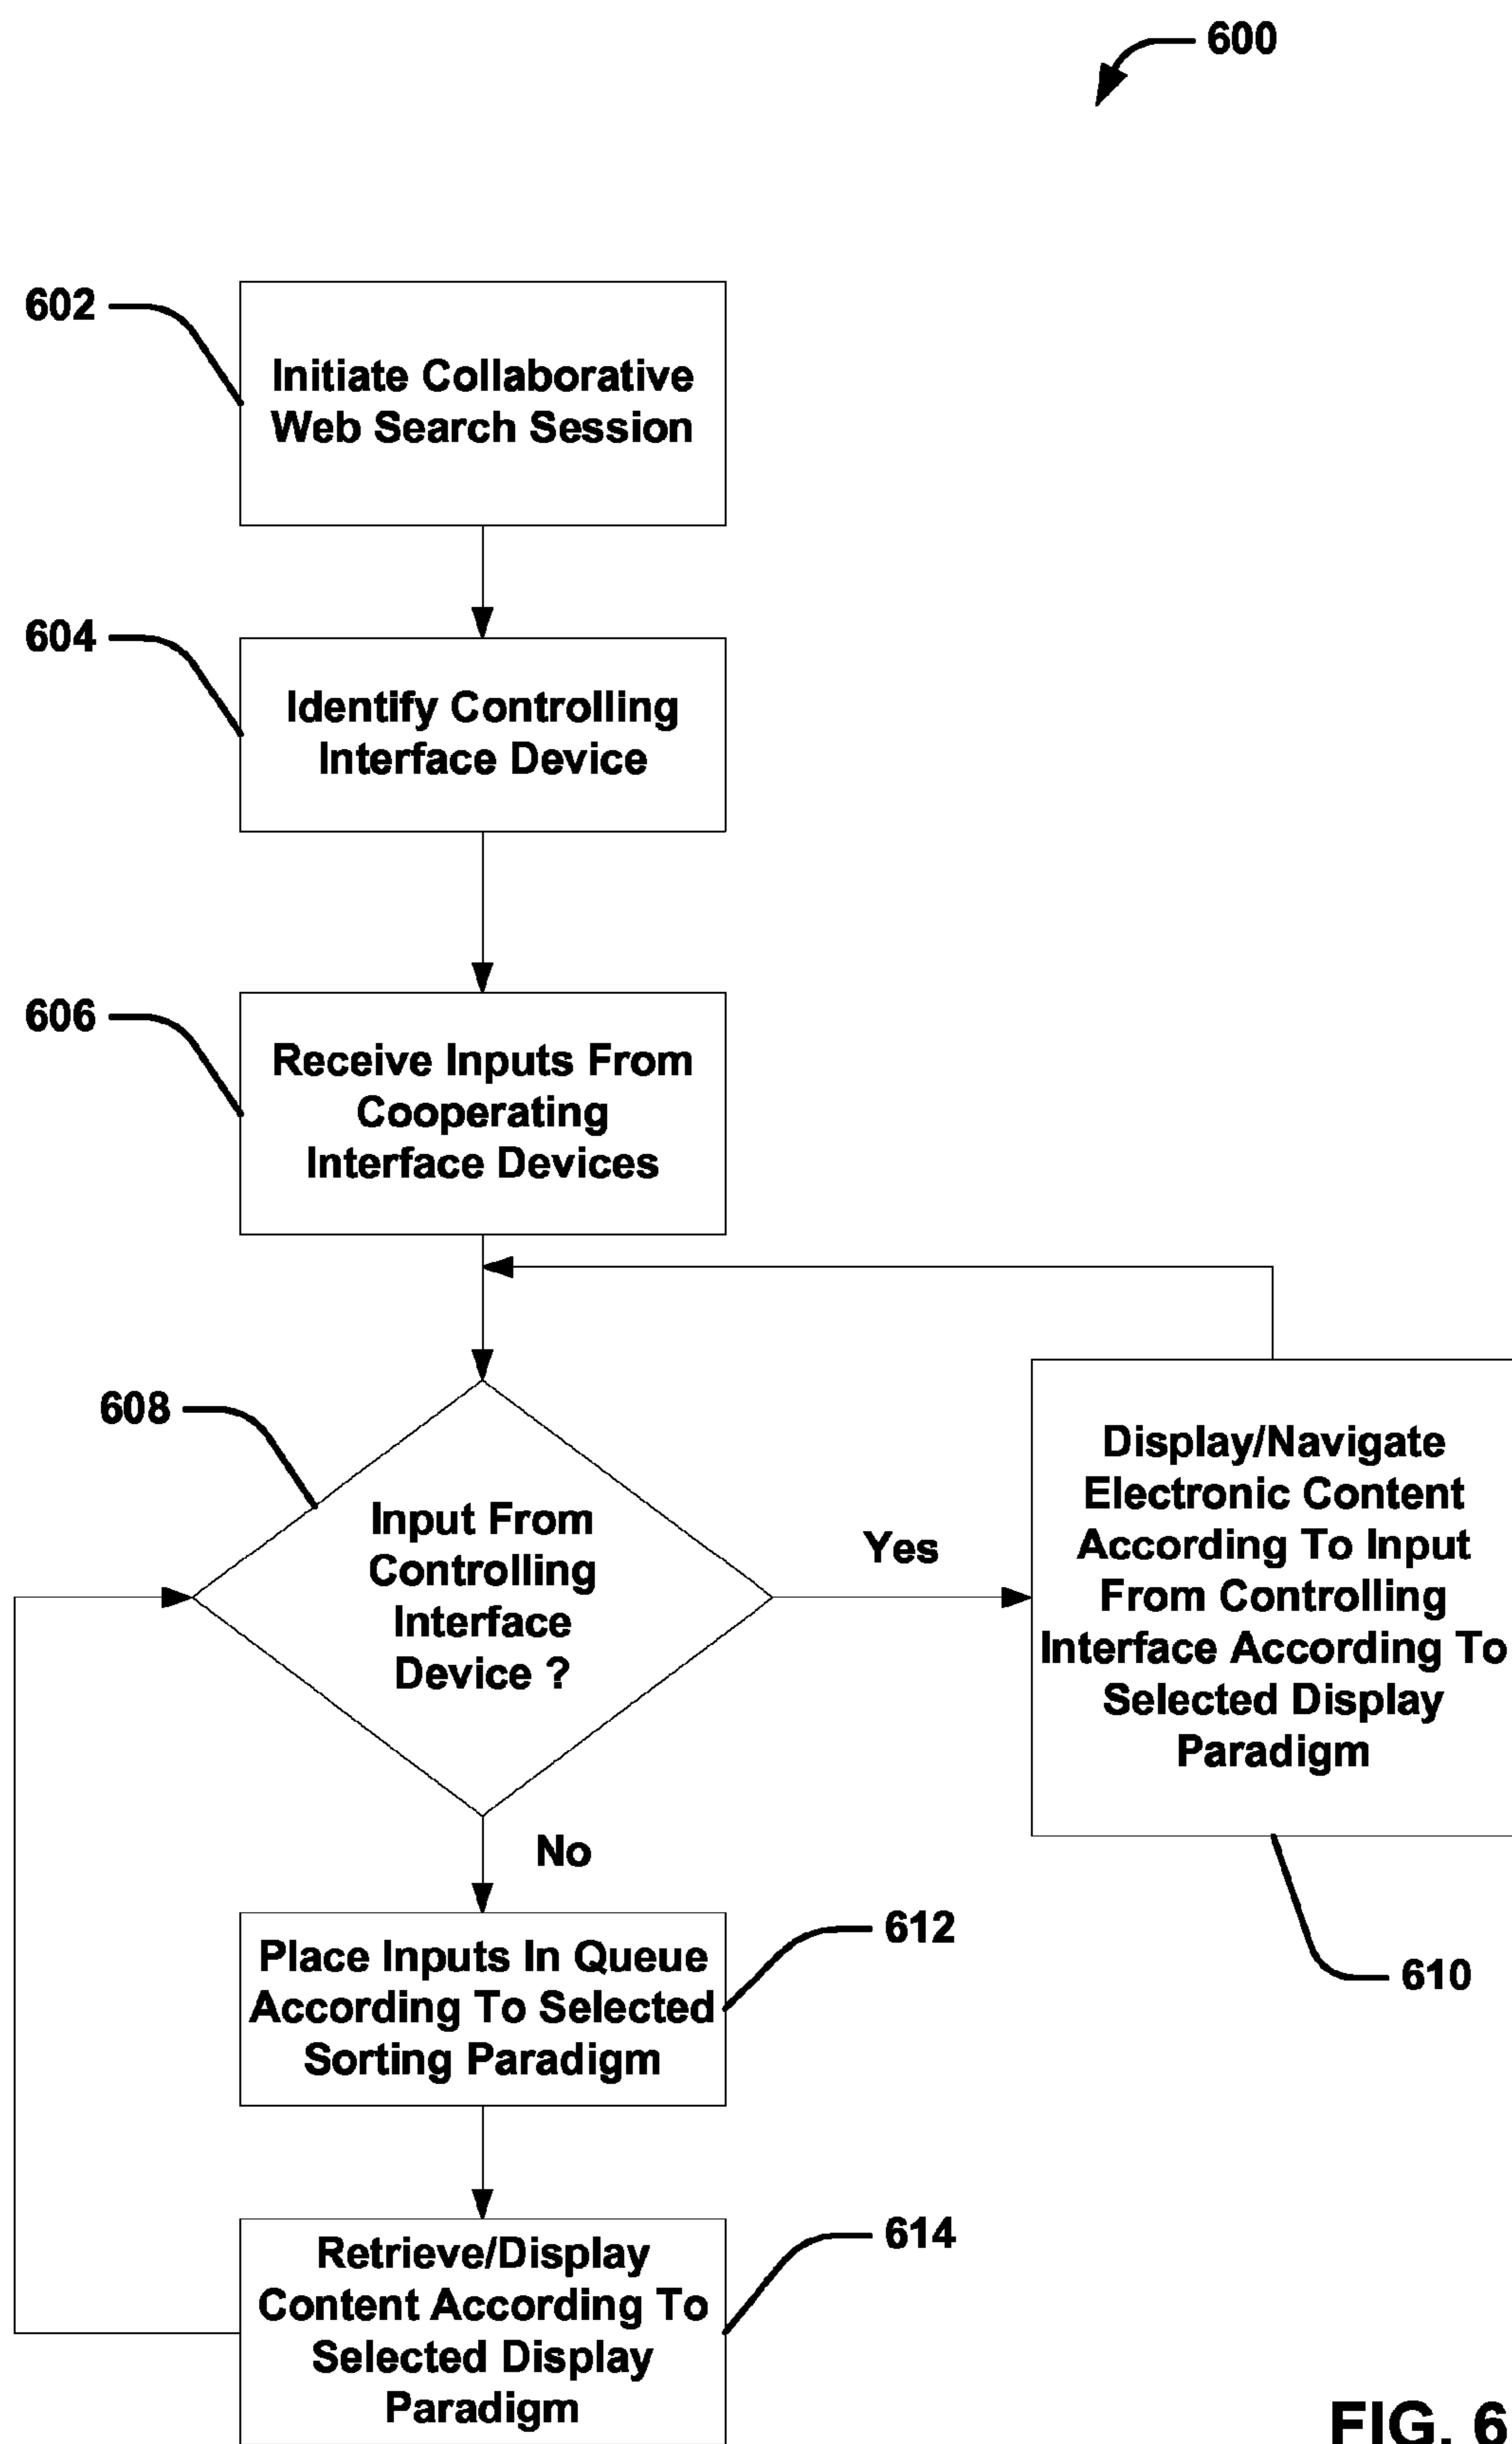 600
602
Initiate Collaborative
Web Search Session
604
Identify Controlling
Interface Device
606
Receive Inputs From
Cooperating
Interface Devices
608
Input From
Controlling
Interface
Device ?
Yes
Display/Navigate
Electronic Content
According To Input
From Controlling
Interface According To
Selected Display
Paradigm
610
No
612
Place Inputs In Queue
According To Selected
Sorting Paradigm
614
Retrieve/Display
Content According To
Selected Display
Paradigm
FIG. 6